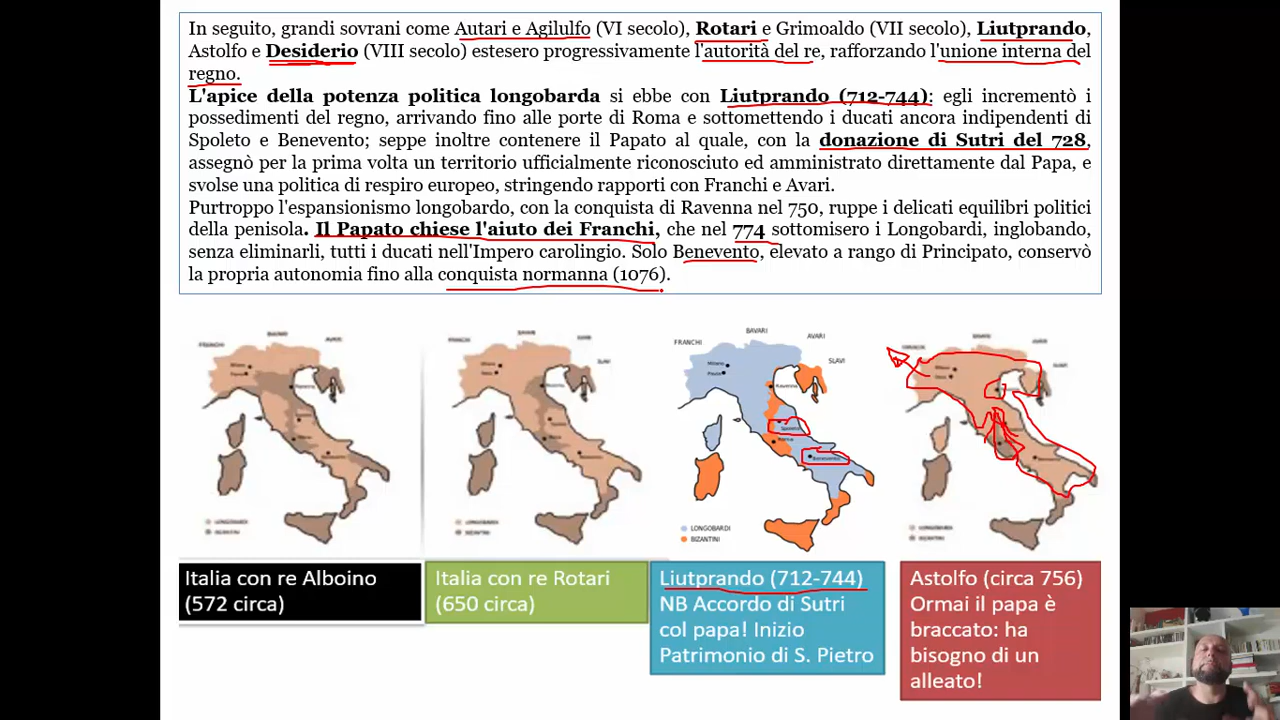 In seguito, grandi sovrani come Autari e Agilulfo (VI secolo), Rotari e Grimoaldo (VII secolo), Liutprando,
Astolfo e Desiderio (VIII secolo) estesero progressivamente l'autorità del re, rafforzando l'unione interna del
regno.
L'apice della potenza politica longobarda si ebbe con Liutprando (712-744): egli incrementò i
possedimenti del regno, arrivando fino alle porte di Roma e sottomettendo i ducati ancora indipendenti di
Spoleto e Benevento; seppe inoltre contenere il Papato al quale, con la donazione di Sutri del 728,
assegnò per la prima volta un territorio ufficialmente riconosciuto ed amministrato direttamente dal Papa, e
svolse una politica di respiro europeo, stringendo rapporti con Franchi e Avari.
Purtroppo l'espansionismo longobardo, con la conquista di Ravenna nel 750, ruppe i delicati equilibri politici
della penisola. Il Papato chiese l'aiuto dei Franchi, che nel 774 sottomisero i Longobardi, inglobando,
senza eliminarli, tutti i ducati nell'Impero carolingio. Solo Benevento, elevato a rango di Principato, conservò
la propria autonomia fino alla conquista normanna (1076).
FRANCHI
BAVARI
AVARI
SLAVI
Milano
Pavia
Ravenna
Spoleto
Roma
Benevento
LONGOBARDI
BIZANTINI
Italia con re Alboino
(572 circa)
Italia con re Rotari
(650 circa)
Liutprando (712-744)
NB Accordo di Sutri
col papa! Inizio
Patrimonio di S. Pietro
Astolfo (circa 756)
Ormai il papa è
braccato: ha
bisogno di un
alleato!